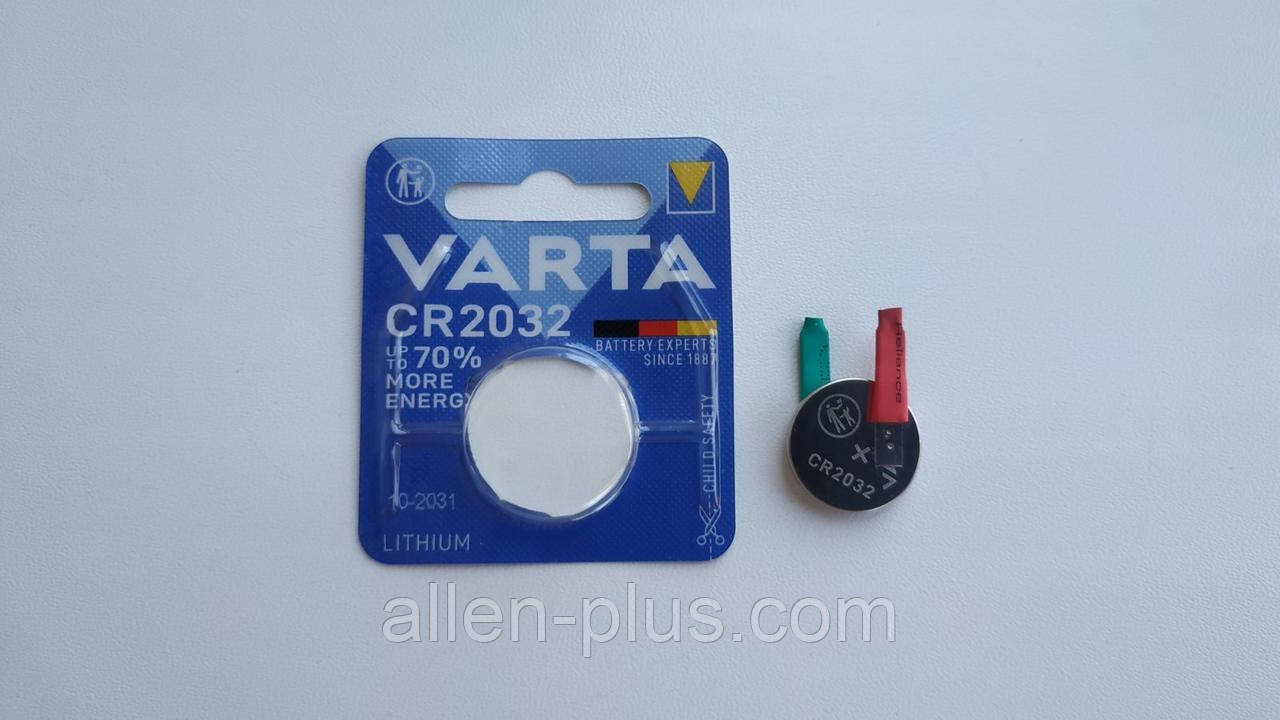 VARTA
CR2032
UP TO 70%
MORE
ENERGY
BATTERY EXPERTS
SINCE 1887
CHILD SAFETY
10-2031
LITHIUM
Reliance
+
CR2032
VA
allen-plus.com